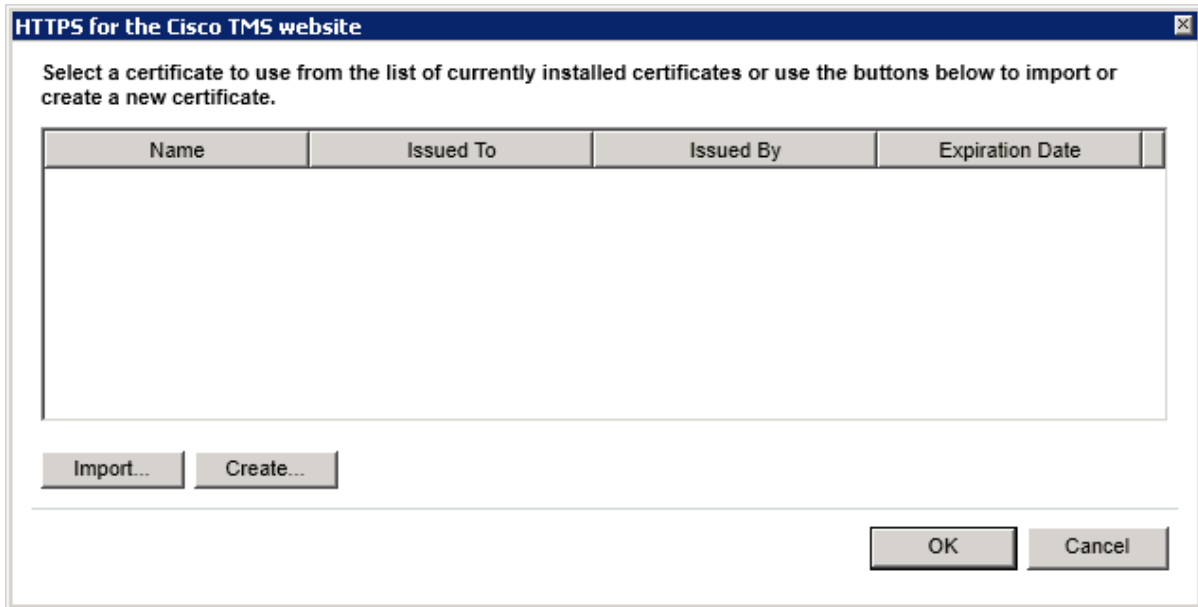 HTTPS for the Cisco TMS website
Select a certificate to use from the list of currently installed certificates or use the buttons below to import or
create a new certificate.
Name Issued To Issued By Expiration Date
Import... Create...
OK Cancel